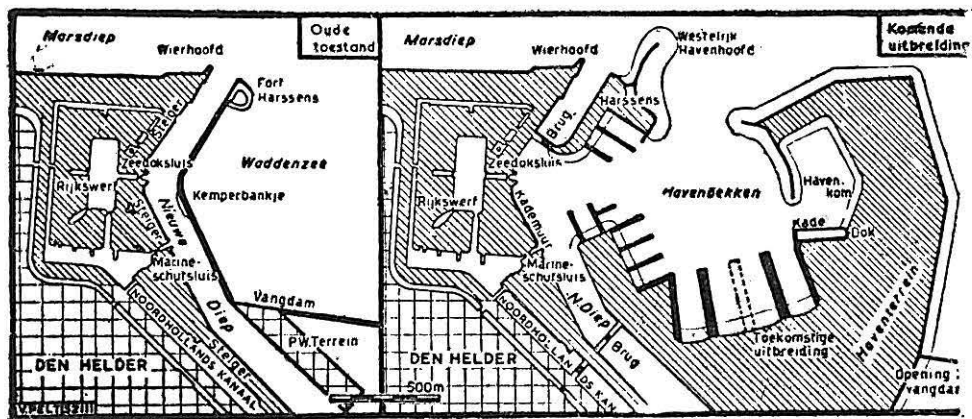 Marsdiep
Wierhoofd
Oude
toestand
Fort
Harssens
Steiger
Zeedoksluis
Waddenzee
Rijkswerf
Kemperbankje
Steiger
Nieuwe
Diep
Marine-
schutsluis
Vangdam
NOORDHOLLANDS KANAAL
Steiger
P.W. Terrein
DEN HELDER
500m
Marsdiep
Wierhoofd
Westelijk
Havenhoofd
Komende
uitbreiding
Harssens
Brug
Zeedoksluis
Rijkswerf
Kademuur
Havenbekken
Haven-
kom
Kade
Dok
Marine-
schutsluis
N. Diep
Brug
NOORDHOLLANDS KAN.
Toekomstige
uitbreiding
Haventerrein
DEN HELDER
Opening
vangdam